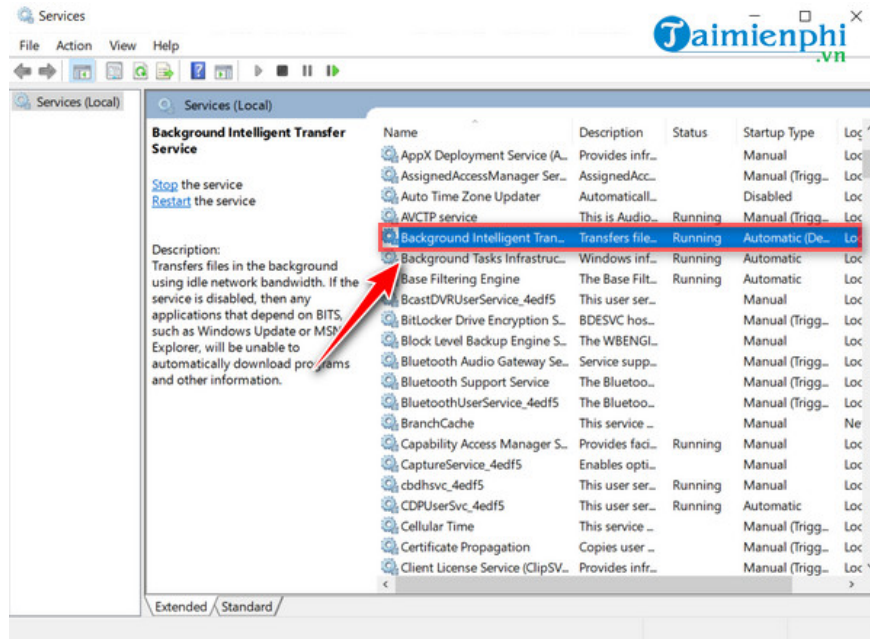 Services
Taimienphi
.vn
File Action View Help
Services (Local)
Services (Local)
Background Intelligent Transfer
Service
Stop the service
Restart the service
Description:
Transfers files in the background
using idle network bandwidth. If the
service is disabled, then any
applications that depend on BITS,
such as Windows Update or MSN
Explorer, will be unable to
automatically download programs
and other information.
Name Description Status Startup Type Log
AppX Deployment Service (A... Provides infr... Manual Loc
AssignedAccessManager Ser... AssignedAcc... Manual (Trigg... Loc
Auto Time Zone Updater Automaticall... Disabled Loc
AVCTP service This is Audio... Running Manual (Trigg... Loc
Background Intelligent Tran... Transfers file... Running Automatic (De... Loc
Background Tasks Infrastruc... Windows inf... Running Automatic Loc
Base Filtering Engine The Base Filt... Running Automatic Loc
BcastDVRUserService_4edf5 This user ser... Manual Loc
BitLocker Drive Encryption S... BDESVC hos... Manual (Trigg... Loc
Block Level Backup Engine S... The WBENGI... Manual Loc
Bluetooth Audio Gateway Se... Service supp... Manual (Trigg... Loc
Bluetooth Support Service The Bluetoo... Manual (Trigg... Loc
BluetoothUserService_4edf5 The Bluetoo... Manual (Trigg... Loc
BranchCache This service ... Manual Ne
Capability Access Manager S... Provides faci... Running Manual Loc
CaptureService_4edf5 Enables opti... Manual Loc
cbdhsvc_4edf5 This user ser... Running Manual Loc
CDPUserSvc_4edf5 This user ser... Running Automatic Loc
Cellular Time This service ... Manual (Trigg... Loc
Certificate Propagation Copies user ... Manual (Trigg... Loc
Client License Service (ClipSV... Provides infr... Manual (Trigg... Loc
Extended Standard